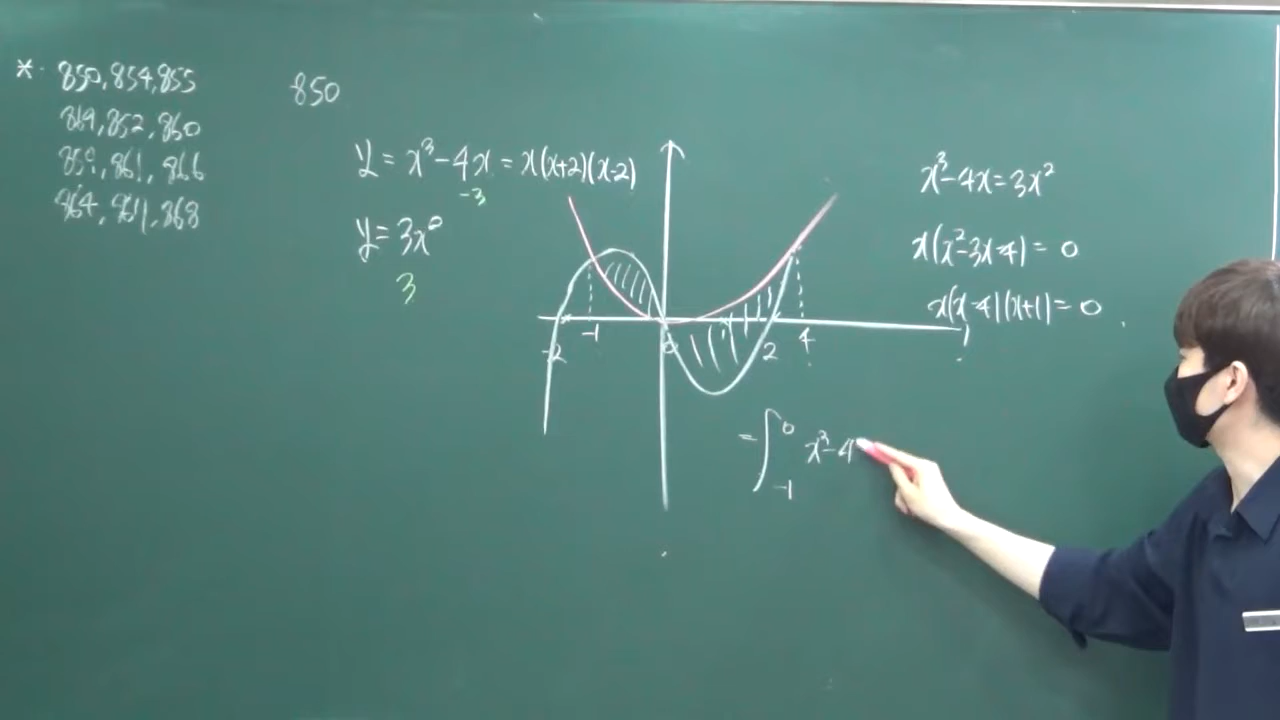 * 850, 854, 855
869, 852, 860
859, 861, 866
864, 867, 868
850
y = x³ - 4x = x(x+2)(x-2)
-3
y = 3x²
3
-2 -1 0 2 4
x³ - 4x = 3x²
x(x² - 3x - 4) = 0
x(x - 4)(x + 1) = 0
= ∫₋₁⁰ x³ - 4